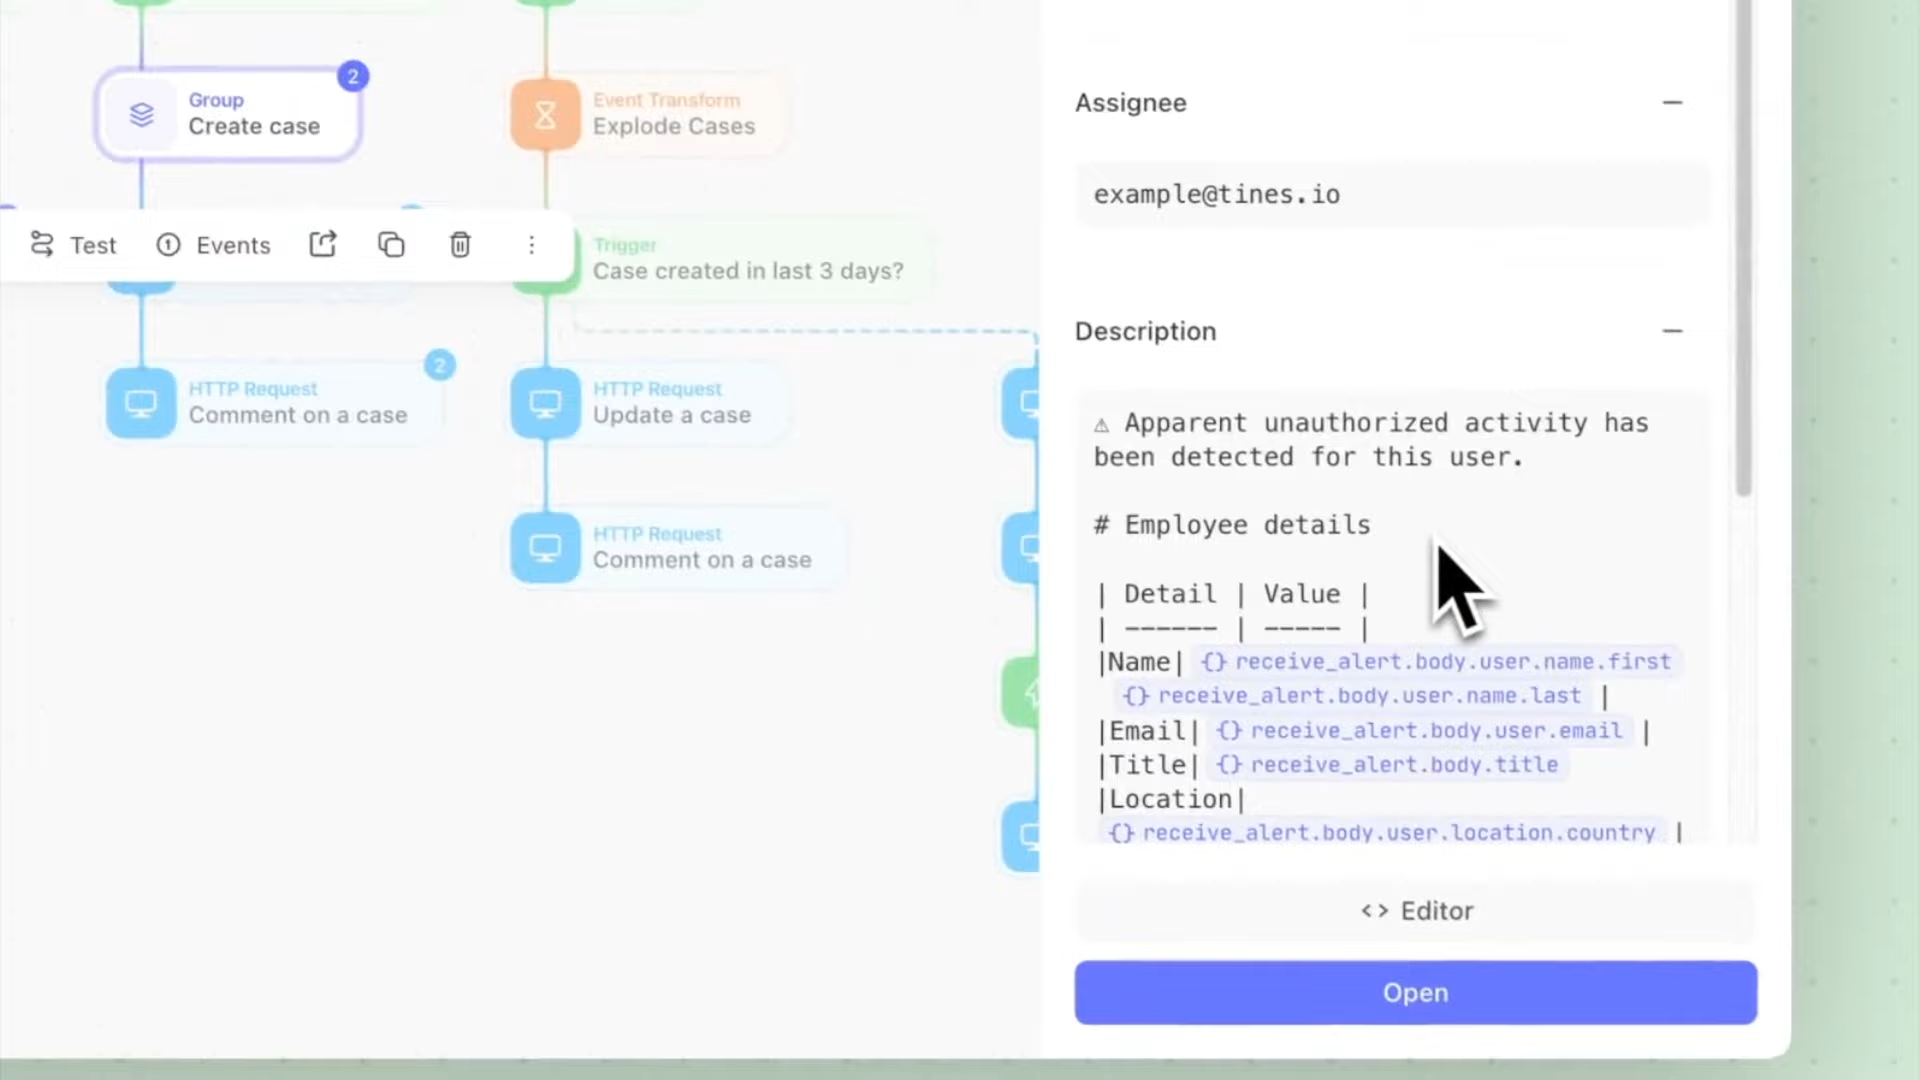 2
Group
Create case
Event Transform
Explode Cases
Test
Events
Trigger
Case created in last 3 days?
2
HTTP Request
Comment on a case
HTTP Request
Update a case
HTTP Request
Comment on a case
Assignee
example@tines.io
Description
⚠ Apparent unauthorized activity has
been detected for this user.
# Employee details
| Detail | Value |
| ------ | ----- |
|Name| {} receive_alert.body.user.name.first
{} receive_alert.body.user.name.last |
|Email| {} receive_alert.body.user.email |
|Title| {} receive_alert.body.title
|Location|
{} receive_alert.body.user.location.country |
<> Editor
Open